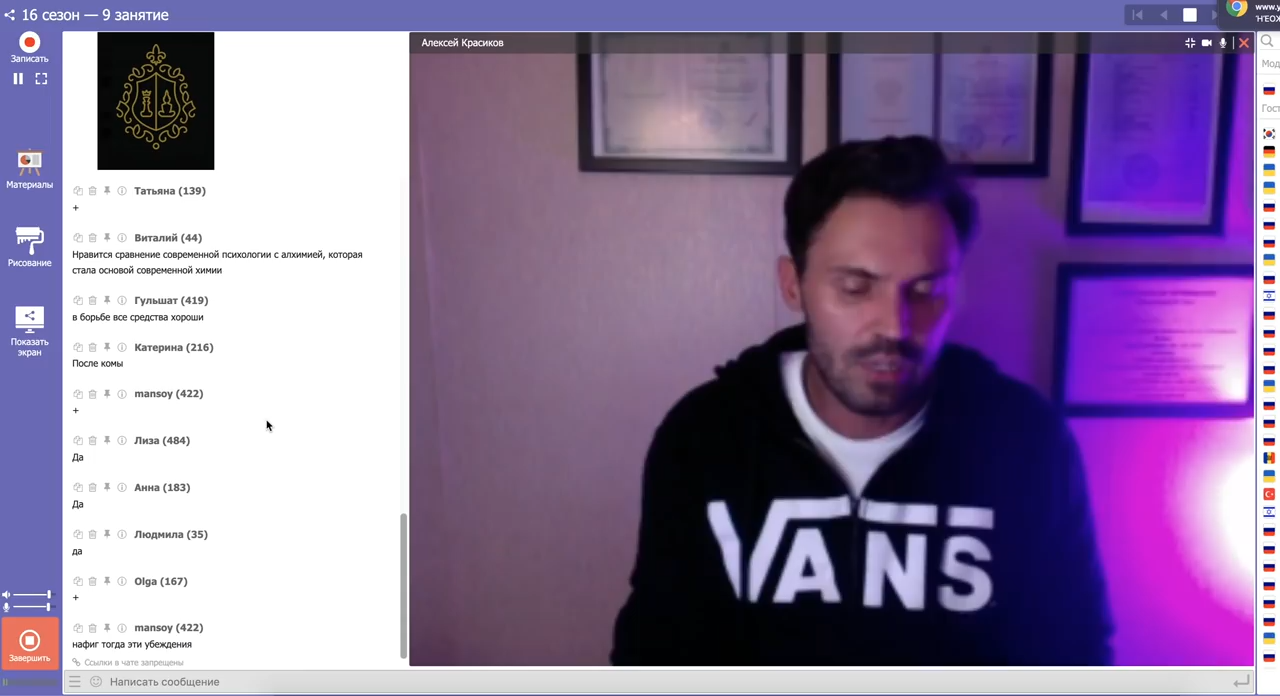 16 сезон — 9 занятие
www.y
Записать
Материалы
Рисование
Показать
экран
Завершить
Татьяна (139)
+
Виталий (44)
Нравится сравнение современной психологии с алхимией, которая
стала основой современной химии
Гульшат (419)
в борьбе все средства хороши
Катерина (216)
После комы
mansoy (422)
+
Лиза (484)
Да
Анна (183)
Да
Людмила (35)
да
Olga (167)
+
mansoy (422)
нафиг тогда эти убеждения
Ссылки в чате запрещены
Написать сообщение
Алексей Красиков
VANS
Мод
Гост